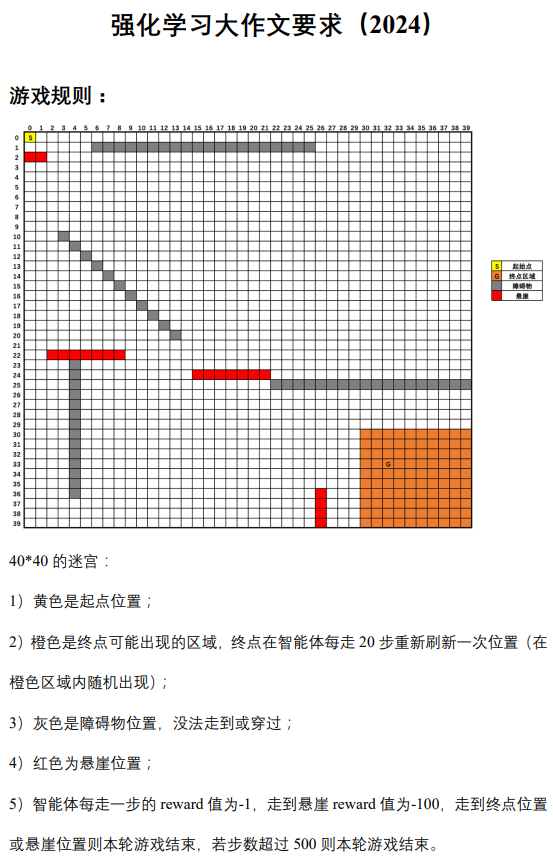 强化学习大作文要求（2024）
游戏规则：
0 1 2 3 4 5 6 7 8 9 10 11 12 13 14 15 16 17 18 19 20 21 22 23 24 25 26 27 28 29 30 31 32 33 34 35 36 37 38 39
0 S
1
2
3
4
5
6
7
8
9
10
11
12
13
14
15
16
17
18
19
20
21
22
23
24
25
26
27
28
29
30
31
32
33 G
34
35
36
37
38
39
S 起始点
G 终点区域
障碍物
悬崖
40*40 的迷宫：
1）黄色是起点位置；
2）橙色是终点可能出现的区域，终点在智能体每走 20 步重新刷新一次位置（在
橙色区域内随机出现）；
3）灰色是障碍物位置，没法走到或穿过；
4）红色为悬崖位置；
5）智能体每走一步的 reward 值为-1，走到悬崖 reward 值为-100，走到终点位置
或悬崖位置则本轮游戏结束，若步数超过 500 则本轮游戏结束。